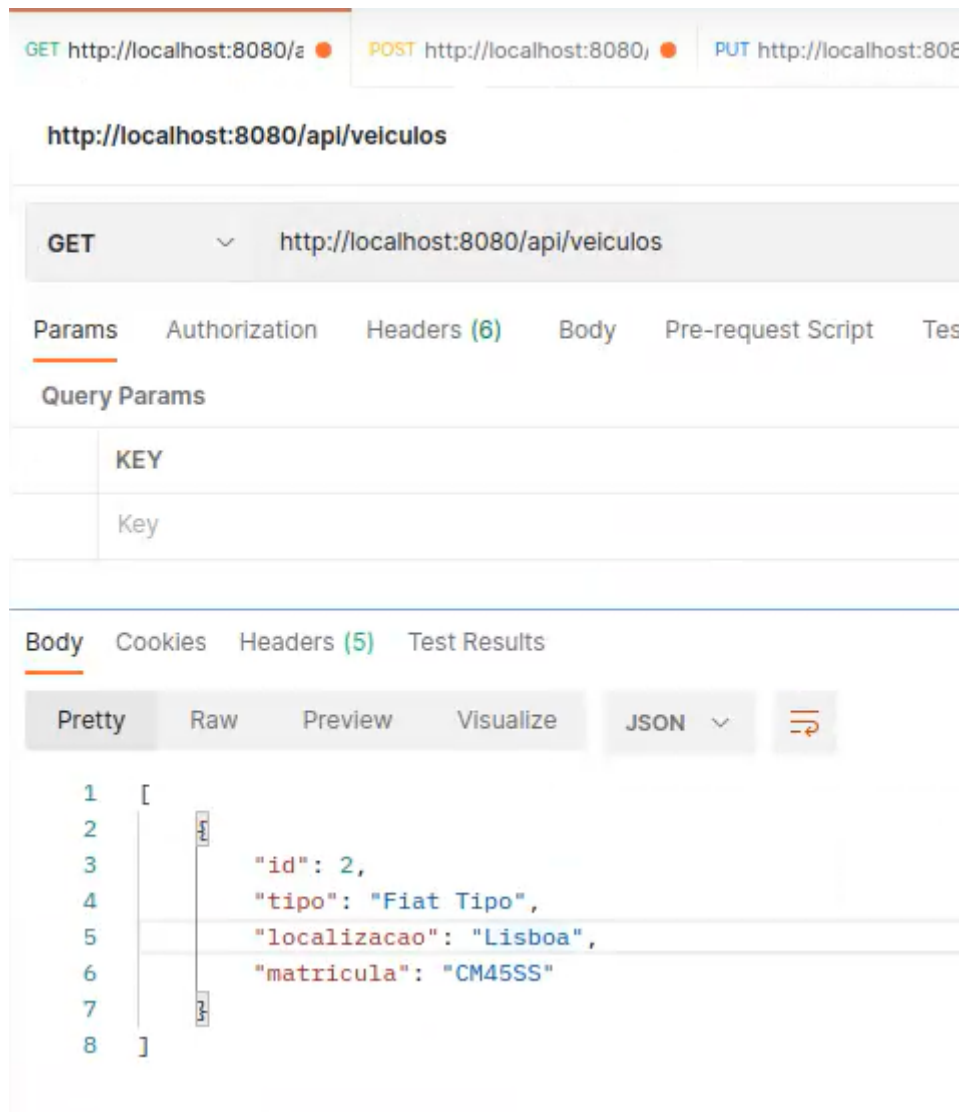 GET http://localhost:8080/a POST http://localhost:8080/ PUT http://localhost:808
http://localhost:8080/api/veiculos
GET http://localhost:8080/api/veiculos
Params Authorization Headers (6) Body Pre-request Script Tes
Query Params
KEY
Key
Body Cookies Headers (5) Test Results
Pretty Raw Preview Visualize JSON
1 [
2 {
3 "id": 2,
4 "tipo": "Fiat Tipo",
5 "localizacao": "Lisboa",
6 "matricula": "CM45SS"
7 }
8 ]